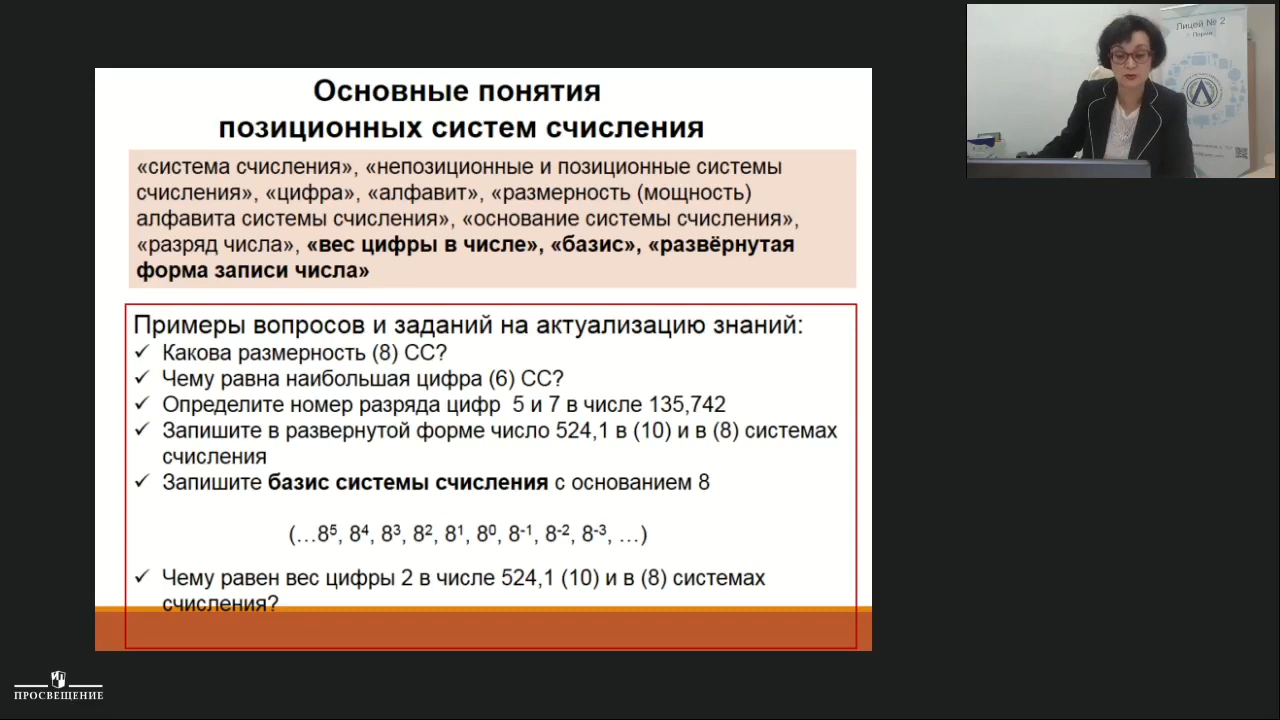 Основные понятия
позиционных систем счисления
«система счисления», «непозиционные и позиционные системы
счисления», «цифра», «алфавит», «размерность (мощность)
алфавита системы счисления», «основание системы счисления»,
«разряд числа», «вес цифры в числе», «базис», «развёрнутая
форма записи числа»
Примеры вопросов и заданий на актуализацию знаний:
✓ Какова размерность (8) СС?
✓ Чему равна наибольшая цифра (6) СС?
✓ Определите номер разряда цифр 5 и 7 в числе 135,742
✓ Запишите в развернутой форме число 524,1 в (10) и в (8) системах
счисления
✓ Запишите базис системы счисления с основанием 8
(…8⁵, 8⁴, 8³, 8², 8¹, 8⁰, 8⁻¹, 8⁻², 8⁻³, …)
✓ Чему равен вес цифры 2 в числе 524,1 (10) и в (8) системах
счисления?
Лицей № 2
г. Пермь
ПРОСВЕЩЕНИЕ